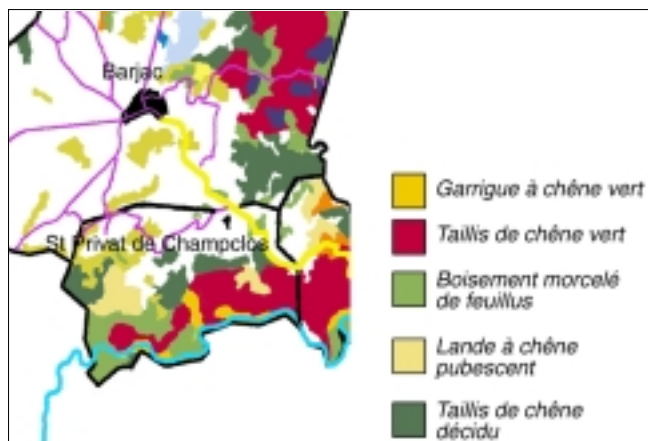 Barjac
St Privat de Champclos
Garrigue à chêne vert
Taillis de chêne vert
Boisement morcelé
de feuillus
Lande à chêne
pubescent
Taillis de chêne
décidu